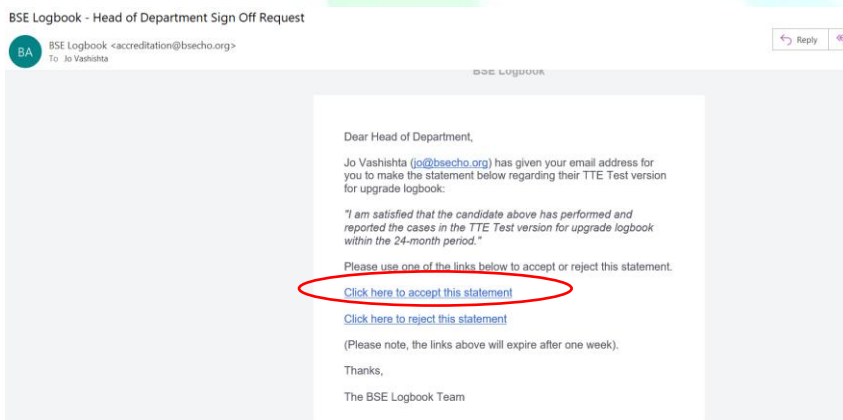 BSE Logbook - Head of Department Sign Off Request
BA
BSE Logbook <accreditation@bsecho.org>
To Jo Vashishta
Reply
BSE Logbook
Dear Head of Department,
Jo Vashishta (jo@bsecho.org) has given your email address for
you to make the statement below regarding their TTE Test version
for upgrade logbook:
"I am satisfied that the candidate above has performed and
reported the cases in the TTE Test version for upgrade logbook
within the 24-month period."
Please use one of the links below to accept or reject this statement.
Click here to accept this statement
Click here to reject this statement
(Please note, the links above will expire after one week).
Thanks,
The BSE Logbook Team